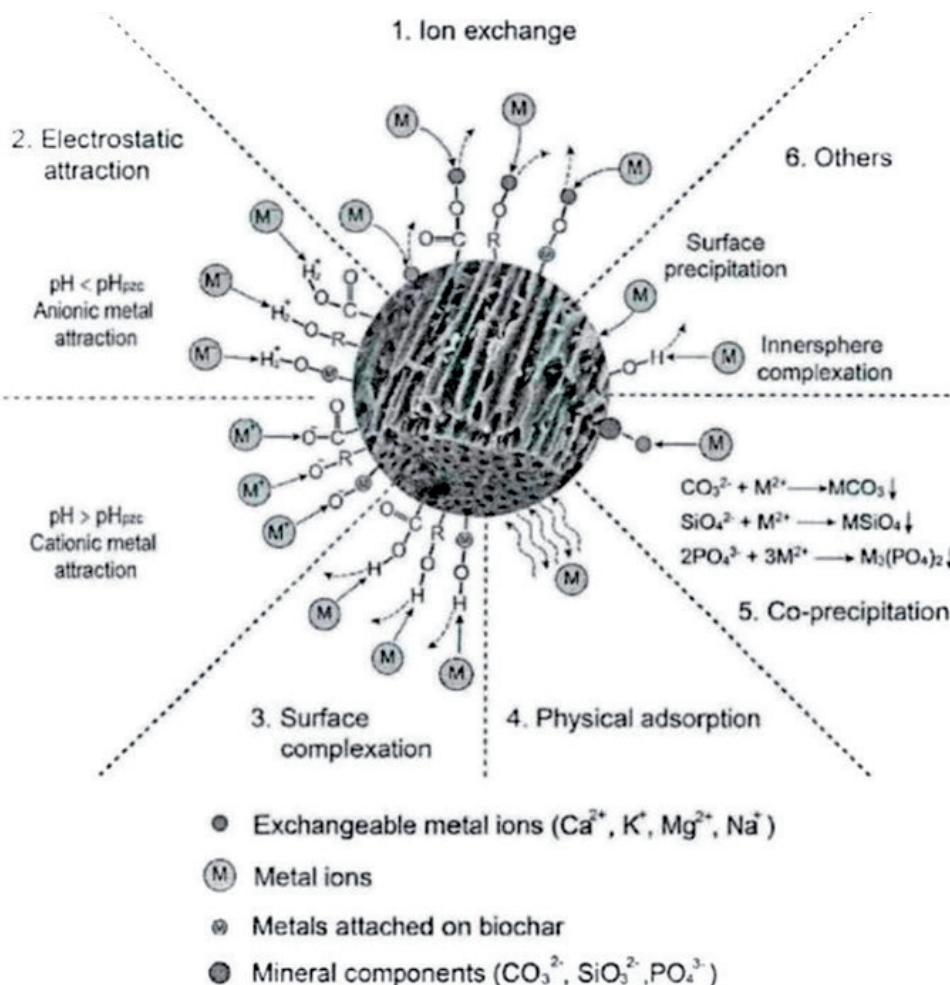 1. Ion exchange
2. Electrostatic
attraction
6. Others
M
M
M
M
M⁻
M⁻
M⁻
O
O
C
O
R
O
O
M
H₂⁺
O
C
O
H₂⁺
O
R
H₂⁺
O
M
pH < pHpzc
Anionic metal
attraction
Surface
precipitation
M
O
H
M
Innersphere
complexation
M
M⁺
O⁻
C
O
M⁺
O⁻
R
M⁺
O⁻
M
pH > pHpzc
Cationic metal
attraction
CO₃²⁻ + M²⁺ → MCO₃↓
SiO₄²⁻ + M²⁺ → MSiO₄↓
2PO₄³⁻ + 3M²⁺ → M₃(PO₄)₂↓
5. Co-precipitation
O
C
O
H
R
O
H
M
O
H
M
M
M
M
3. Surface
complexation
4. Physical adsorption
Exchangeable metal ions (Ca²⁺, K⁺, Mg²⁺, Na⁺)
M Metal ions
M Metals attached on biochar
Mineral components (CO₃²⁻, SiO₃²⁻,PO₄³⁻)